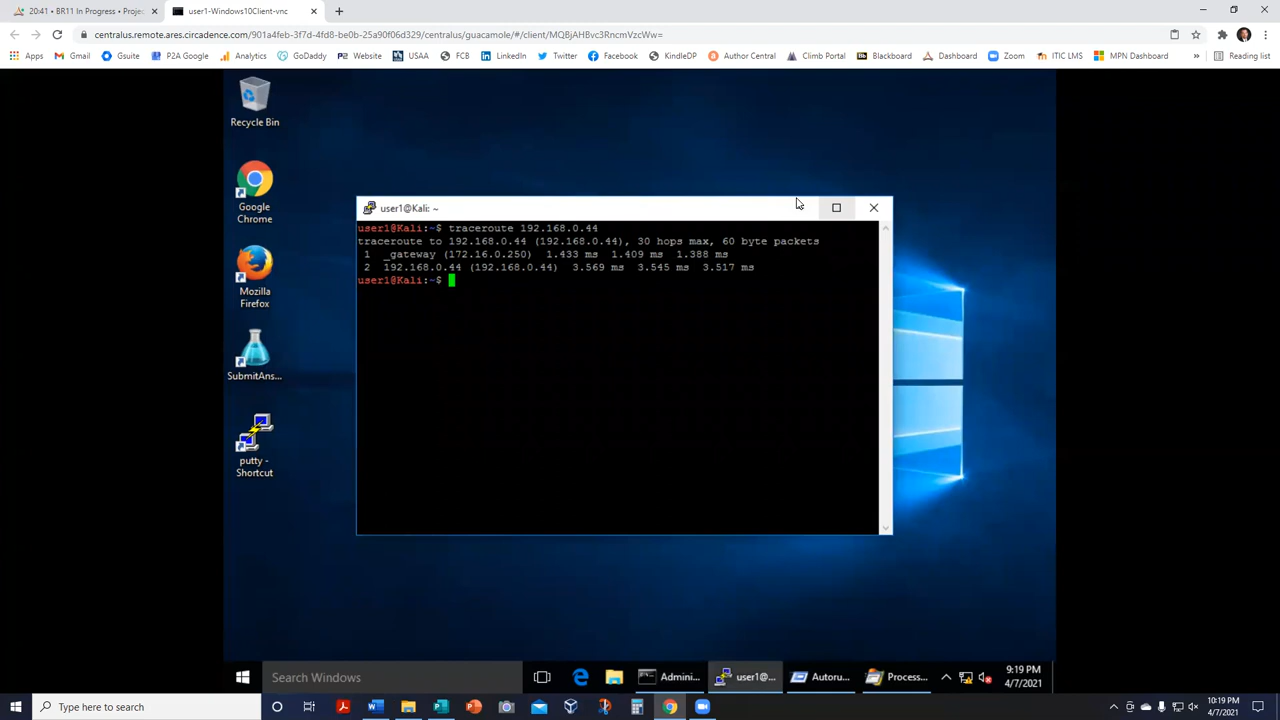 20:41 • BR11 In Progress • Projec
user1-Windows10Client-vnc
centralus.remote.ares.circadence.com/901a4feb-3f7d-4fd8-be0b-25a90f06d329/centralus/guacamole/#/client/MQBjAHBvc3RncmVzcWw=
Apps Gmail Gsuite P2A Google Analytics GoDaddy Website USAA FCB LinkedIn Twitter Facebook KindleDP Author Central Climb Portal Blackboard Dashboard Zoom ITIC LMS MPN Dashboard » Reading list
Recycle Bin
Google
Chrome
Mozilla
Firefox
SubmitAns...
putty -
Shortcut
user1@Kali: ~
user1@Kali:~$ traceroute 192.168.0.44
traceroute to 192.168.0.44 (192.168.0.44), 30 hops max, 60 byte packets
1 _gateway (172.16.0.250) 1.433 ms 1.409 ms 1.388 ms
2 192.168.0.44 (192.168.0.44) 3.569 ms 3.545 ms 3.517 ms
user1@Kali:~$
Search Windows
Admini...
user1@...
Autoru...
Process...
9:19 PM
4/7/2021
Type here to search
10:19 PM
4/7/2021